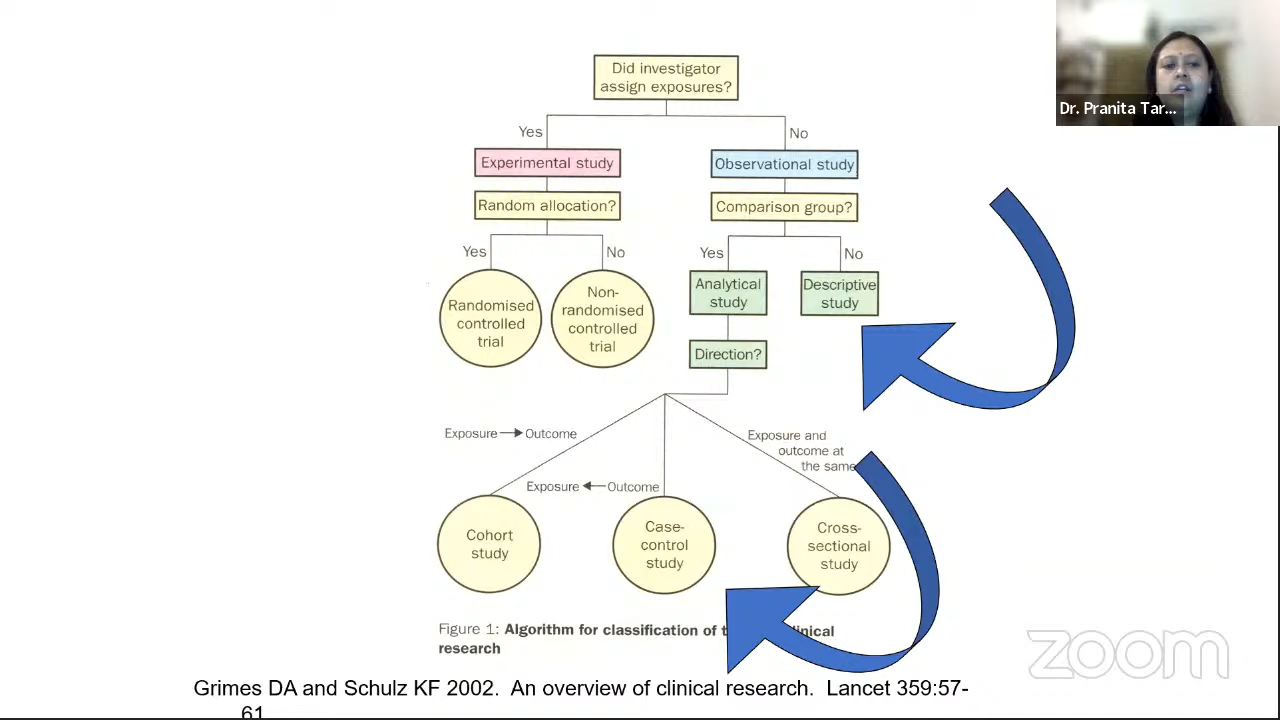 Did investigator
assign exposures?
Yes
No
Experimental study
Observational study
Random allocation?
Comparison group?
Yes
No
Yes
No
Randomised
controlled
trial
Non-
randomised
controlled
trial
Analytical
study
Descriptive
study
Direction?
Exposure → Outcome
Exposure ← Outcome
Exposure and
outcome at
the same
Cohort
study
Case-
control
study
Cross-
sectional
study
Figure 1: Algorithm for classification of
research
Grimes DA and Schulz KF 2002. An overview of clinical research. Lancet 359:57-
61
Dr. Pranita Tar...
zoom